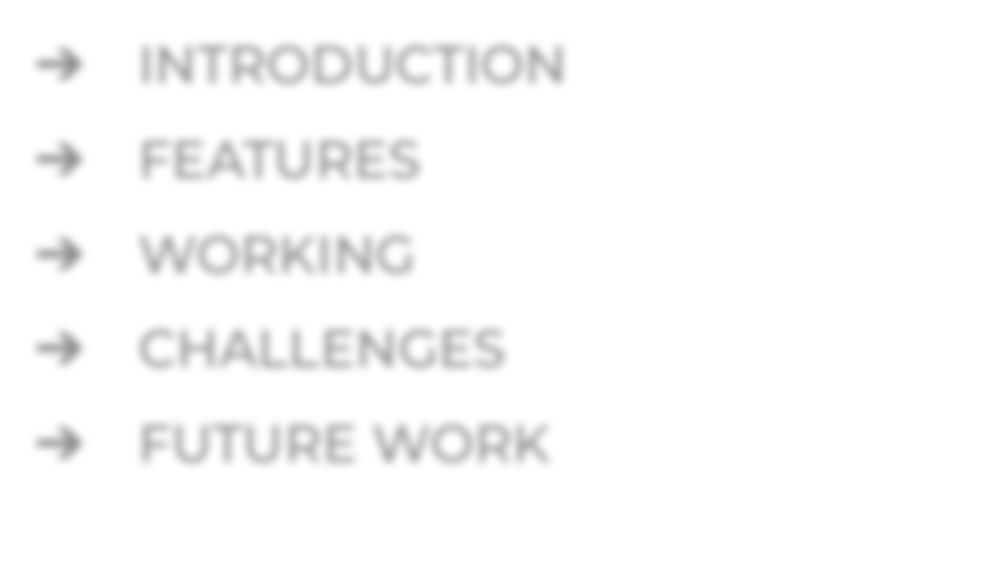 → INTRODUCTION
→ FEATURES
→ WORKING
→ CHALLENGES
→ FUTURE WORK